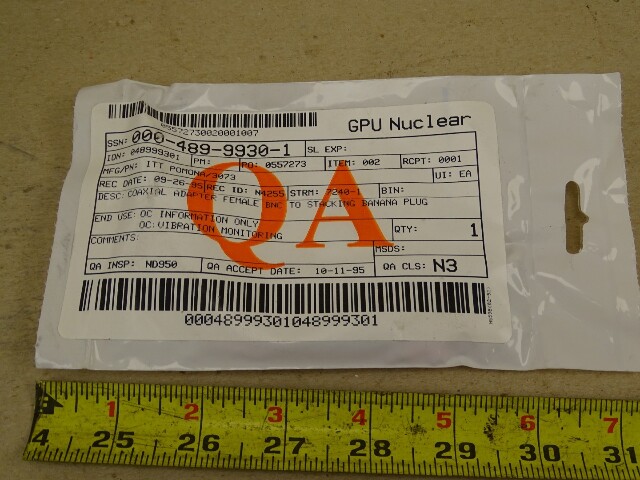 0557273002000100７
GPU Nuclear
SSN: 000-489-9930-1 SL EXP:
IDN: 048999301 PM: PO: 0557273 ITEM: 002 RCPT: 0001
MFG/PN: ITT POMONA/3073 UI: EA
REC DATE: 09-26-95 REC ID: N4255 STRM: 7240-1 BIN:
DESC: COAXIAL ADAPTER FEMALE BNC TO STACKING BANANA PLUG
END USE: OC INFORMATION ONLY QTY: 1
OC:VIBRATION MONITORING
COMMENTS: MSDS:
QA INSP: ND950 QA ACCEPT DATE: 10-11-95 QA CLS: N3
QA
00048999301048999301
1 2 3 4 5 6 7
4 25 26 27 28 29 30 31